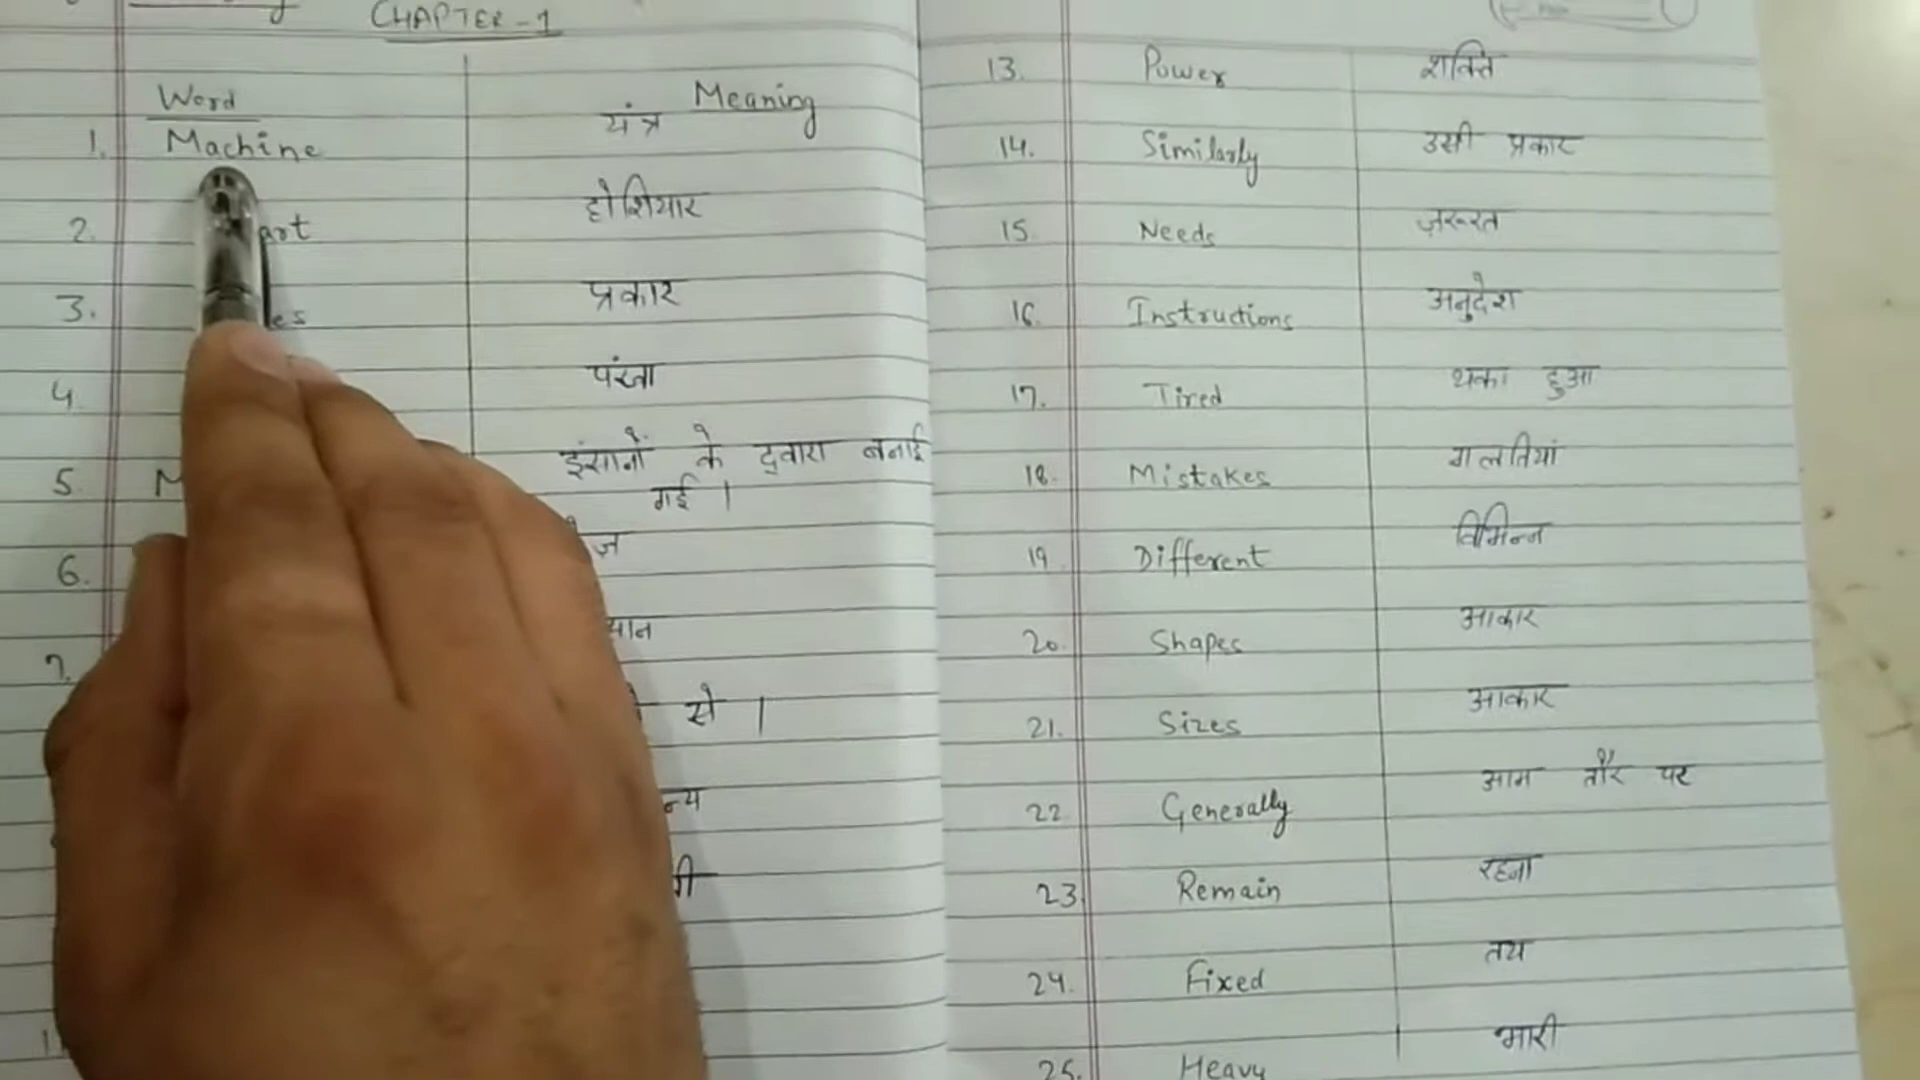 CHAPTER-1
Word Meaning
1. Machine यंत्र
2. होशियार
3. प्रकार
4. पंखा
5. इंसानों के द्वारा बनाई
गई ।
6.
7.
से ।
13. Power शक्ति
14. Similarly उसी प्रकार
15 Needs ज़रूरत
16. Instructions अनुदेश
17. Tired थका हुआ
18. Mistakes गलतियां
19 Different विभिन्न
20. Shapes आकार
21. Sizes आकार
22 Generally आम तौर पर
23 Remain रहना
24. Fixed तय
25. Heavy भारी